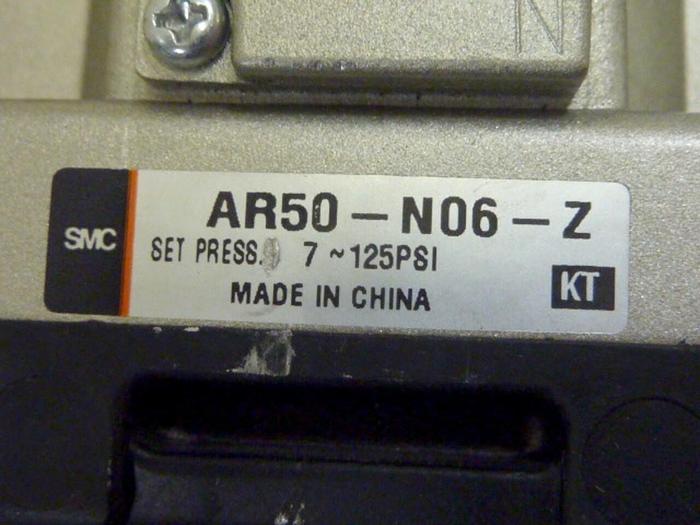 N
SMC
AR50-N06-Z
SET PRESS. 7~125PSI
MADE IN CHINA
KT